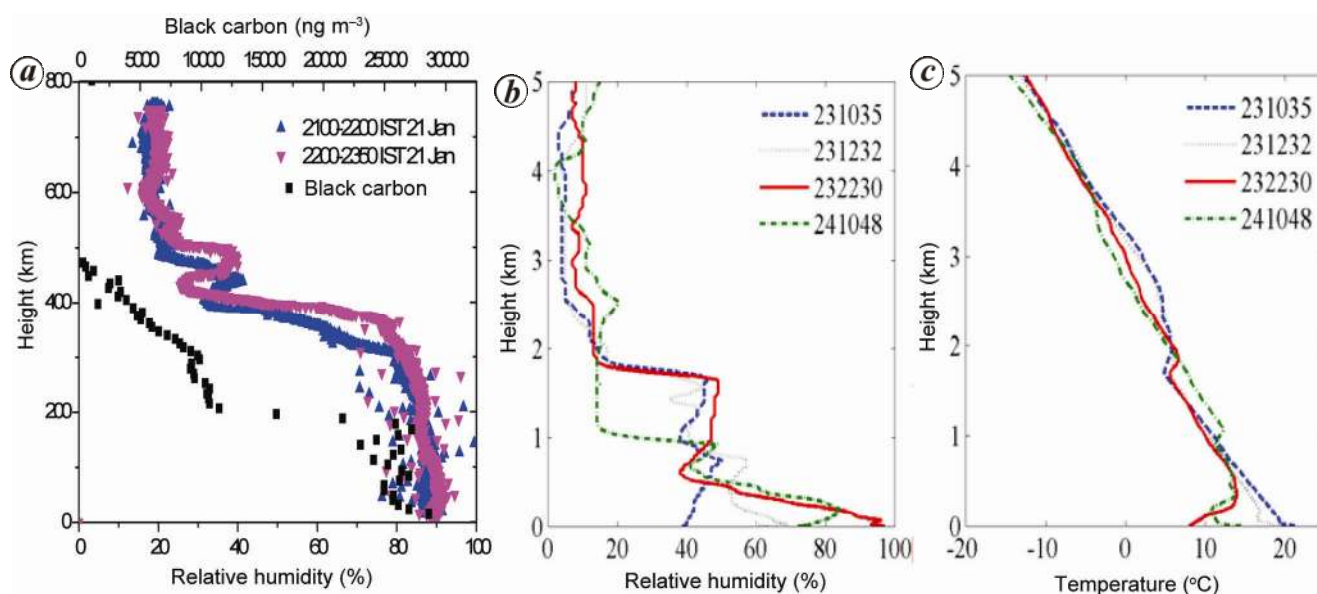 Black carbon (ng m⁻³)
0 5000 10000 15000 20000 25000 30000
a
800
600
400
200
0
Height (km)
2100-2200 IST 21 Jan
2200-2350 IST 21 Jan
Black carbon
0 20 40 60 80 100
Relative humidity (%)
b
5
4
3
2
1
0
Height (km)
231035
231232
232230
241048
0 20 40 60 80 100
Relative humidity (%)
c
5
4
3
2
1
0
Height (km)
231035
231232
232230
241048
-20 -10 0 10 20
Temperature (°C)